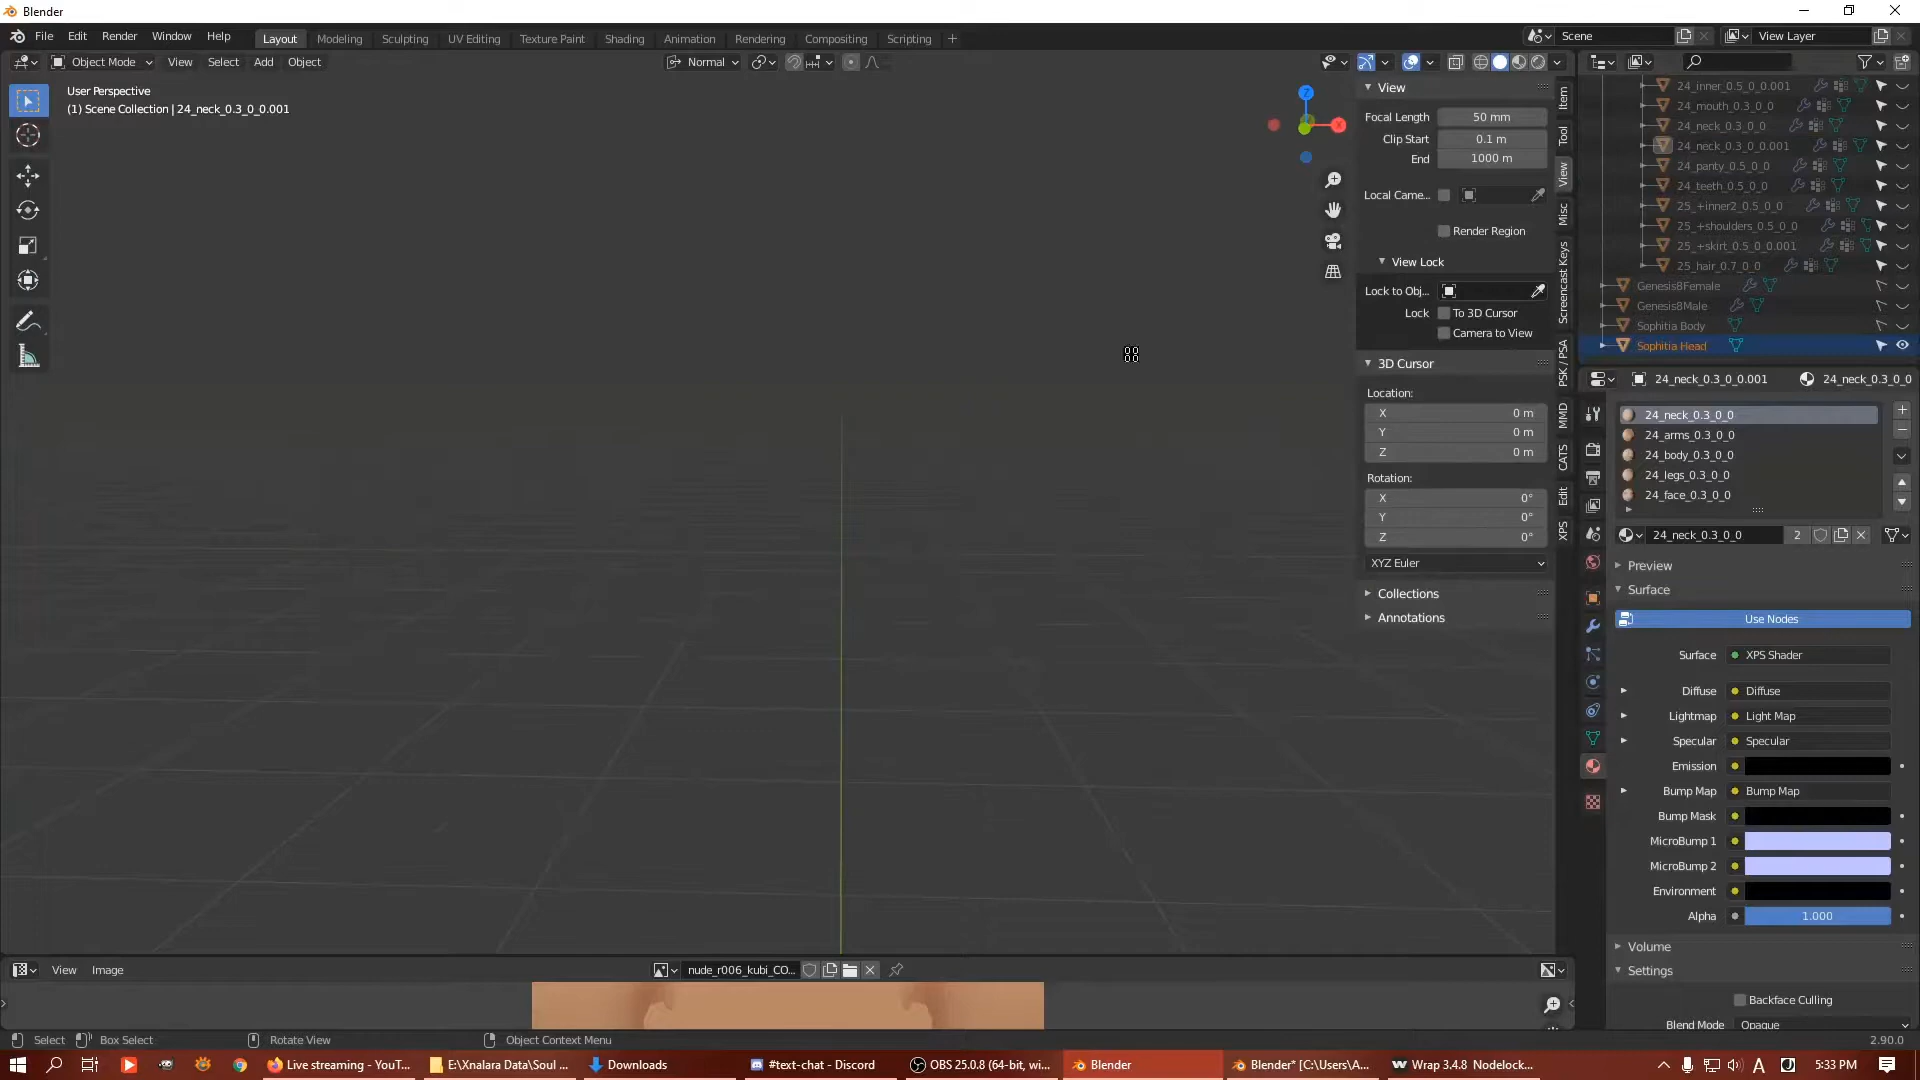 Blender
File Edit Render Window Help
Layout Modeling Sculpting UV Editing Texture Paint Shading Animation Rendering Compositing Scripting
Scene
View Layer
Object Mode View Select Add Object
Normal
User Perspective
(1) Scene Collection | 24_neck_0.3_0_0.001
Z
X
View
Focal Length 50 mm
Clip Start 0.1 m
End 1000 m
Local Came...
Render Region
View Lock
Lock to Obj...
Lock To 3D Cursor
Camera to View
3D Cursor
Location:
X 0 m
Y 0 m
Z 0 m
Rotation:
X 0°
Y 0°
Z 0°
XYZ Euler
Collections
Annotations
Item
Tool
View
Misc
Screencast Keys
PSK / PSA
MMD
CATS
Edit
XPS
24_inner_0.5_0_0.001
24_mouth_0.3_0_0
24_neck_0.3_0_0
24_neck_0.3_0_0.001
24_panty_0.5_0_0
24_teeth_0.5_0_0
25_+inner2_0.5_0_0
25_+shoulders_0.5_0_0
25_+skirt_0.5_0_0.001
25_hair_0.7_0_0
Genesis8Female
Genesis8Male
Sophitia Body
Sophitia Head
24_neck_0.3_0_0.001 24_neck_0.3_0_0
24_neck_0.3_0_0
24_arms_0.3_0_0
24_body_0.3_0_0
24_legs_0.3_0_0
24_face_0.3_0_0
24_neck_0.3_0_0 2
Preview
Surface
Use Nodes
Surface XPS Shader
Diffuse Diffuse
Lightmap Light Map
Specular Specular
Emission
Bump Map Bump Map
Bump Mask
MicroBump 1
MicroBump 2
Environment
Alpha 1.000
Volume
Settings
Backface Culling
Blend Mode Opaque
View Image
nude_r006_kubi_CO...
Select Box Select Rotate View Object Context Menu
2.90.0
Live streaming - YouT...
E:\Xnalara Data\Soul ...
Downloads
#text-chat - Discord
OBS 25.0.8 (64-bit, wi...
Blender
Blender* [C:\Users\A...
Wrap 3.4.8 Nodelock...
A
5:33 PM